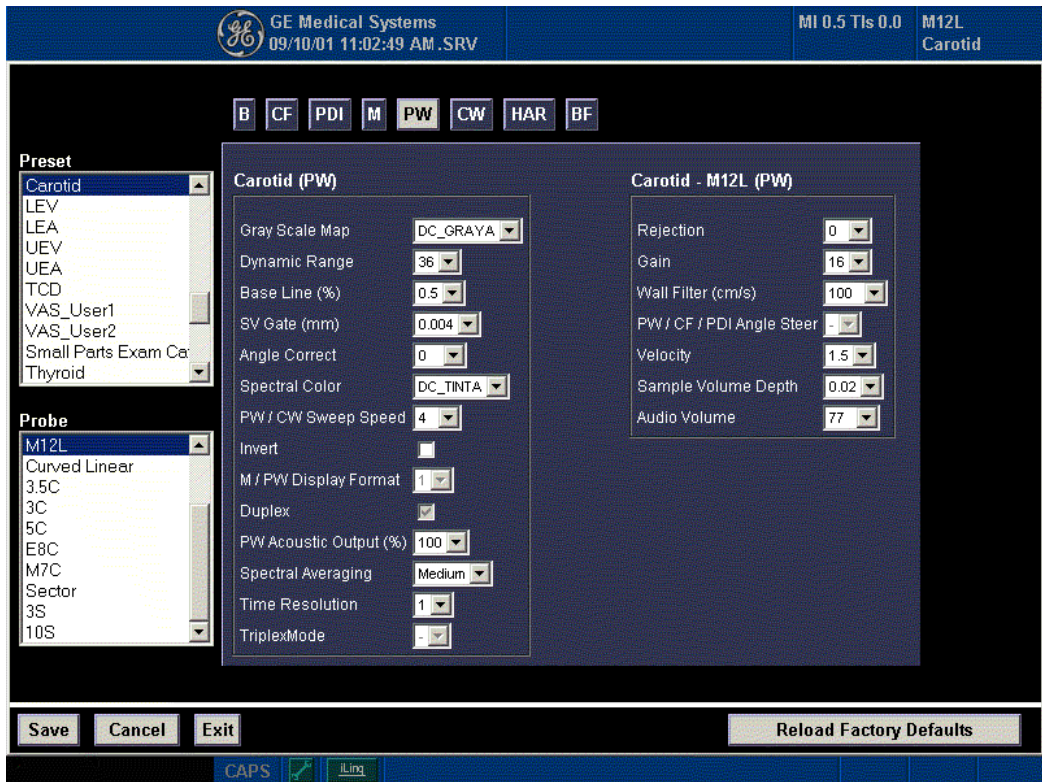 GE Medical Systems
09/10/01 11:02:49 AM.SRV
MI 0.5 TIs 0.0
M12L
Carotid
B CF PDI M PW CW HAR BF
Preset
Carotid
LEV
LEA
UEV
UEA
TCD
VAS_User1
VAS_User2
Small Parts Exam Ca
Thyroid
Probe
M12L
Curved Linear
3.5C
3C
5C
E8C
M7C
Sector
3S
10S
Carotid (PW)
Gray Scale Map DC_GRAYA
Dynamic Range 36
Base Line (%) 0.5
SV Gate (mm) 0.004
Angle Correct 0
Spectral Color DC_TINTA
PW / CW Sweep Speed 4
Invert
M / PW Display Format 1
Duplex
PW Acoustic Output (%) 100
Spectral Averaging Medium
Time Resolution 1
TriplexMode -
Carotid - M12L (PW)
Rejection 0
Gain 16
Wall Filter (cm/s) 100
PW / CF / PDI Angle Steer -
Velocity 1.5
Sample Volume Depth 0.02
Audio Volume 77
Save Cancel Exit Reload Factory Defaults
CAPS iLinq